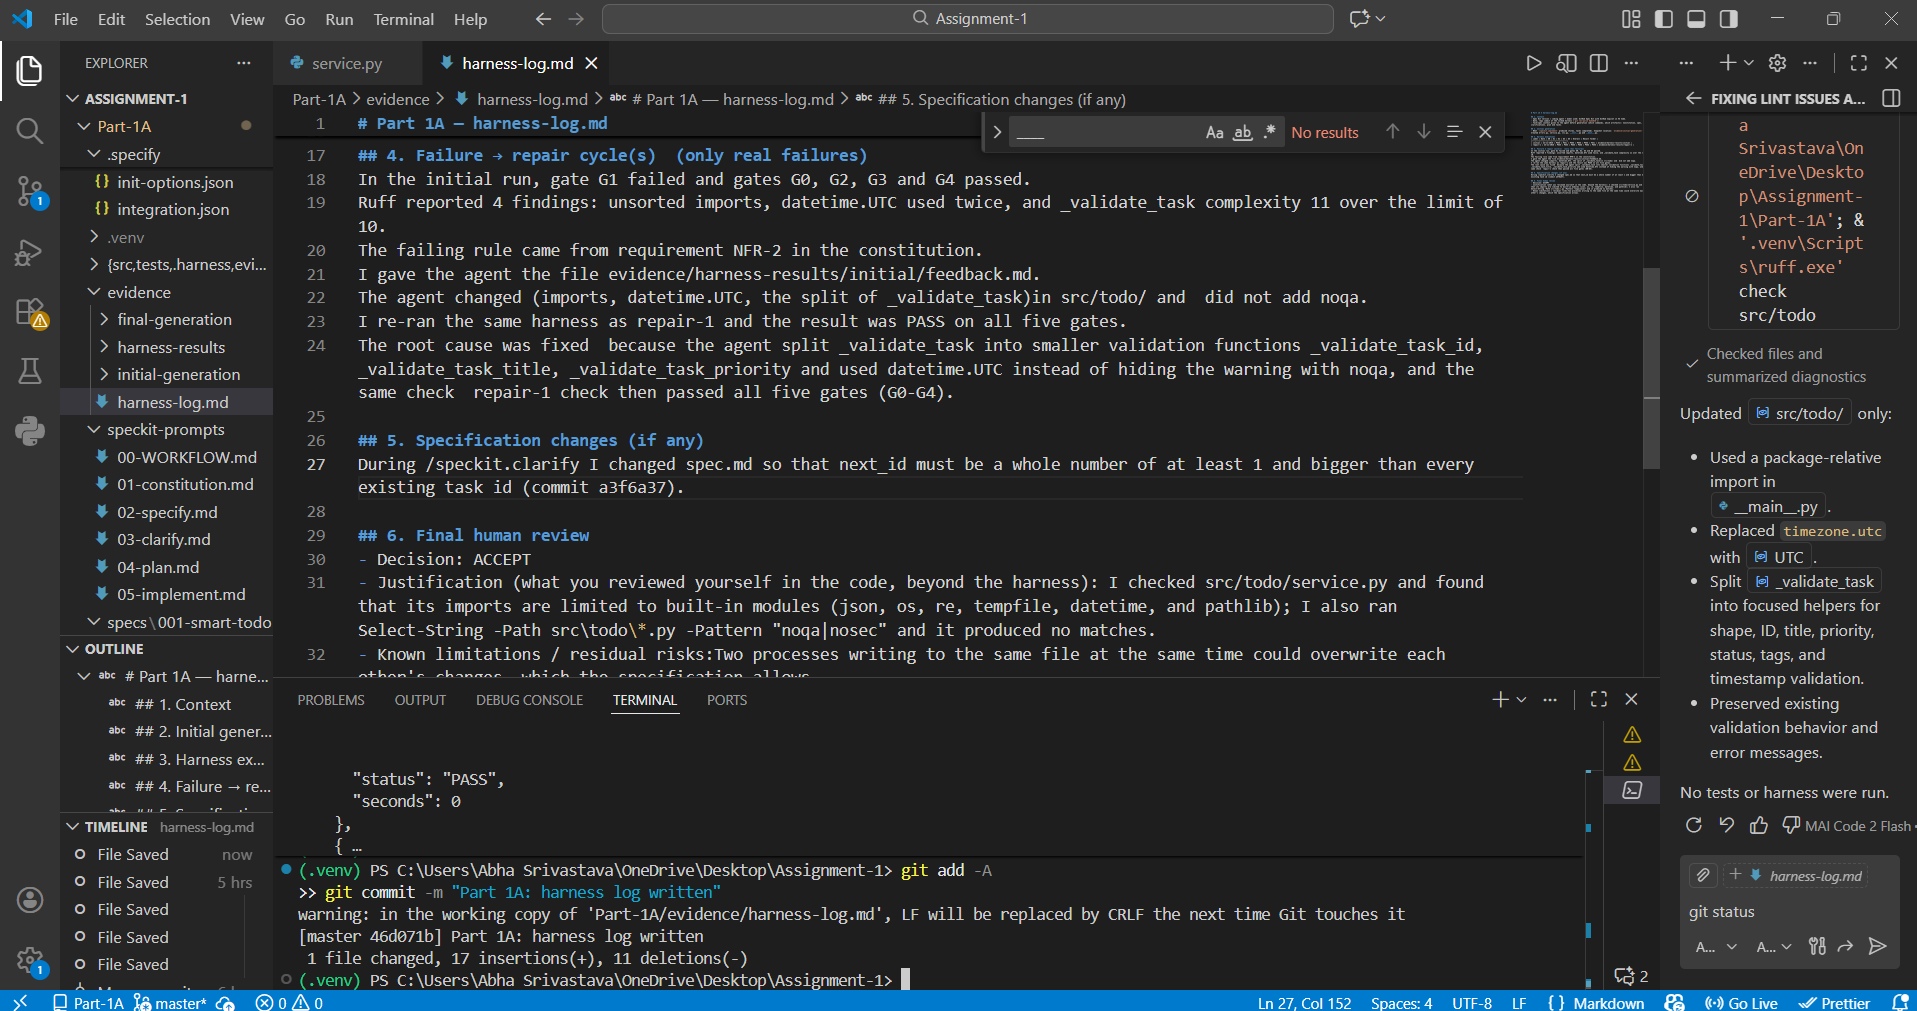 File Edit Selection View Go Run Terminal Help
Assignment-1
EXPLORER
ASSIGNMENT-1
Part-1A
.specify
init-options.json
integration.json
.venv
{src,tests,.harness,evi...
evidence
final-generation
harness-results
initial-generation
harness-log.md
speckit-prompts
00-WORKFLOW.md
01-constitution.md
02-specify.md
03-clarify.md
04-plan.md
05-implement.md
specs\001-smart-todo
OUTLINE
abc # Part 1A — harne...
abc ## 1. Context
abc ## 2. Initial gener...
abc ## 3. Harness ex...
abc ## 4. Failure → re...
TIMELINE harness-log.md
File Saved now
File Saved 5 hrs
File Saved
File Saved
File Saved
service.py
harness-log.md
Part-1A > evidence > harness-log.md > abc # Part 1A — harness-log.md > abc ## 5. Specification changes (if any)
____ Aa ab .* No results
1 # Part 1A — harness-log.md
17 ## 4. Failure → repair cycle(s)  (only real failures)
18 In the initial run, gate G1 failed and gates G0, G2, G3 and G4 passed.
19 Ruff reported 4 findings: unsorted imports, datetime.UTC used twice, and _validate_task complexity 11 over the limit of
10.
20 The failing rule came from requirement NFR-2 in the constitution.
21 I gave the agent the file evidence/harness-results/initial/feedback.md.
22 The agent changed (imports, datetime.UTC, the split of _validate_task)in src/todo/ and  did not add noqa.
23 I re-ran the same harness as repair-1 and the result was PASS on all five gates.
24 The root cause was fixed  because the agent split _validate_task into smaller validation functions _validate_task_id,
_validate_task_title, _validate_task_priority and used datetime.UTC instead of hiding the warning with noqa, and the
same check  repair-1 check then passed all five gates (G0-G4).
25
26 ## 5. Specification changes (if any)
27 During /speckit.clarify I changed spec.md so that next_id must be a whole number of at least 1 and bigger than every
existing task id (commit a3f6a37).
28
29 ## 6. Final human review
30 - Decision: ACCEPT
31 - Justification (what you reviewed yourself in the code, beyond the harness): I checked src/todo/service.py and found
that its imports are limited to built-in modules (json, os, re, tempfile, datetime, and pathlib); I also ran
Select-String -Path src\todo\*.py -Pattern "noqa|nosec" and it produced no matches.
32 - Known limitations / residual risks:Two processes writing to the same file at the same time could overwrite each
other's changes, which the specification allows.
PROBLEMS OUTPUT DEBUG CONSOLE TERMINAL PORTS
"status": "PASS",
"seconds": 0
},
{ …
(.venv) PS C:\Users\Abha Srivastava\OneDrive\Desktop\Assignment-1> git add -A
>> git commit -m "Part 1A: harness log written"
warning: in the working copy of 'Part-1A/evidence/harness-log.md', LF will be replaced by CRLF the next time Git touches it
[master 46d071b] Part 1A: harness log written
1 file changed, 17 insertions(+), 11 deletions(-)
(.venv) PS C:\Users\Abha Srivastava\OneDrive\Desktop\Assignment-1>
2
FIXING LINT ISSUES A...
a
Srivastava\On
eDrive\Deskto
p\Assignment-
1\Part-1A'; &
'.venv\Script
s\ruff.exe'
check
src/todo
Checked files and
summarized diagnostics
Updated src/todo/ only:
Used a package-relative
import in
__main__.py .
Replaced timezone.utc
with UTC .
Split _validate_task
into focused helpers for
shape, ID, title, priority,
status, tags, and
timestamp validation.
Preserved existing
validation behavior and
error messages.
No tests or harness were run.
MAI Code 2 Flash
harness-log.md
git status
A... A...
1
1
Part-1A master* 0 0
Ln 27, Col 152 Spaces: 4 UTF-8 LF { } Markdown Go Live Prettier